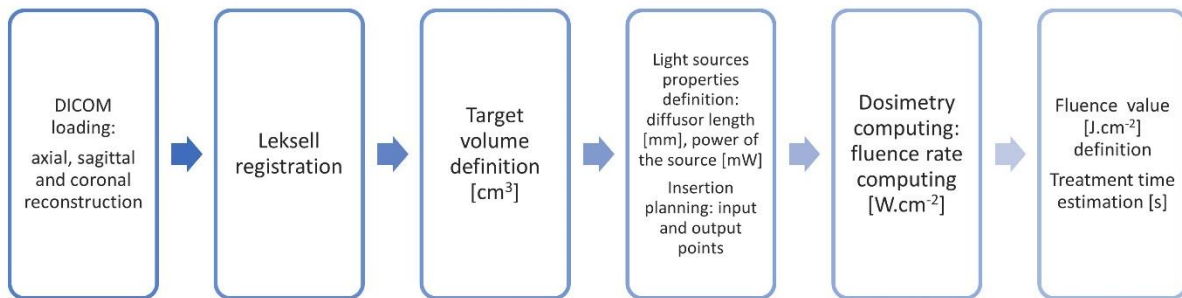 DICOM
loading:
axial, sagittal
and coronal
reconstruction
Leksell
registration
Target
volume
definition
[cm³]
Light sources
properties
definition:
diffusor length
[mm], power of
the source [mW]
Insertion
planning: input
and output
points
Dosimetry
computing:
fluence rate
computing
[W.cm⁻²]
Fluence value
[J.cm⁻²]
definition
Treatment time
estimation [s]